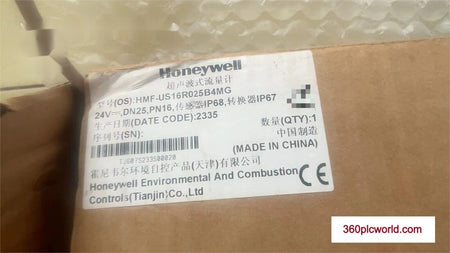 Honeywell
超声波式流量计
型号(OS):HMF-US16R025B4MG
24V⎓,DN25,PN16,传感器IP68,转换器IP67
生产日期(DATE CODE):2335
数量(QTY):1
序列号(SN):
中国制造
(MADE IN CHINA)
TJ6075233500020
霍尼韦尔环境自控产品(天津)有限公司
Honeywell Environmental And Combustion
Controls(Tianjin)Co.,Ltd
CE
360plcworld.com